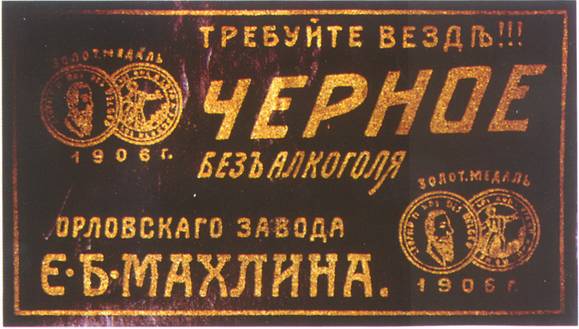 ТРЕБУЙТЕ ВЕЗДѢ!!!
ЗОЛОТ. МЕДАЛЬ
1906 г.
ЧЕРНОЕ
БЕЗЪ АЛКОГОЛЯ
ЗОЛОТ. МЕДАЛЬ
1906 г.
ОРЛОВСКАГО ЗАВОДА
Є·Б·МАХЛИНА.